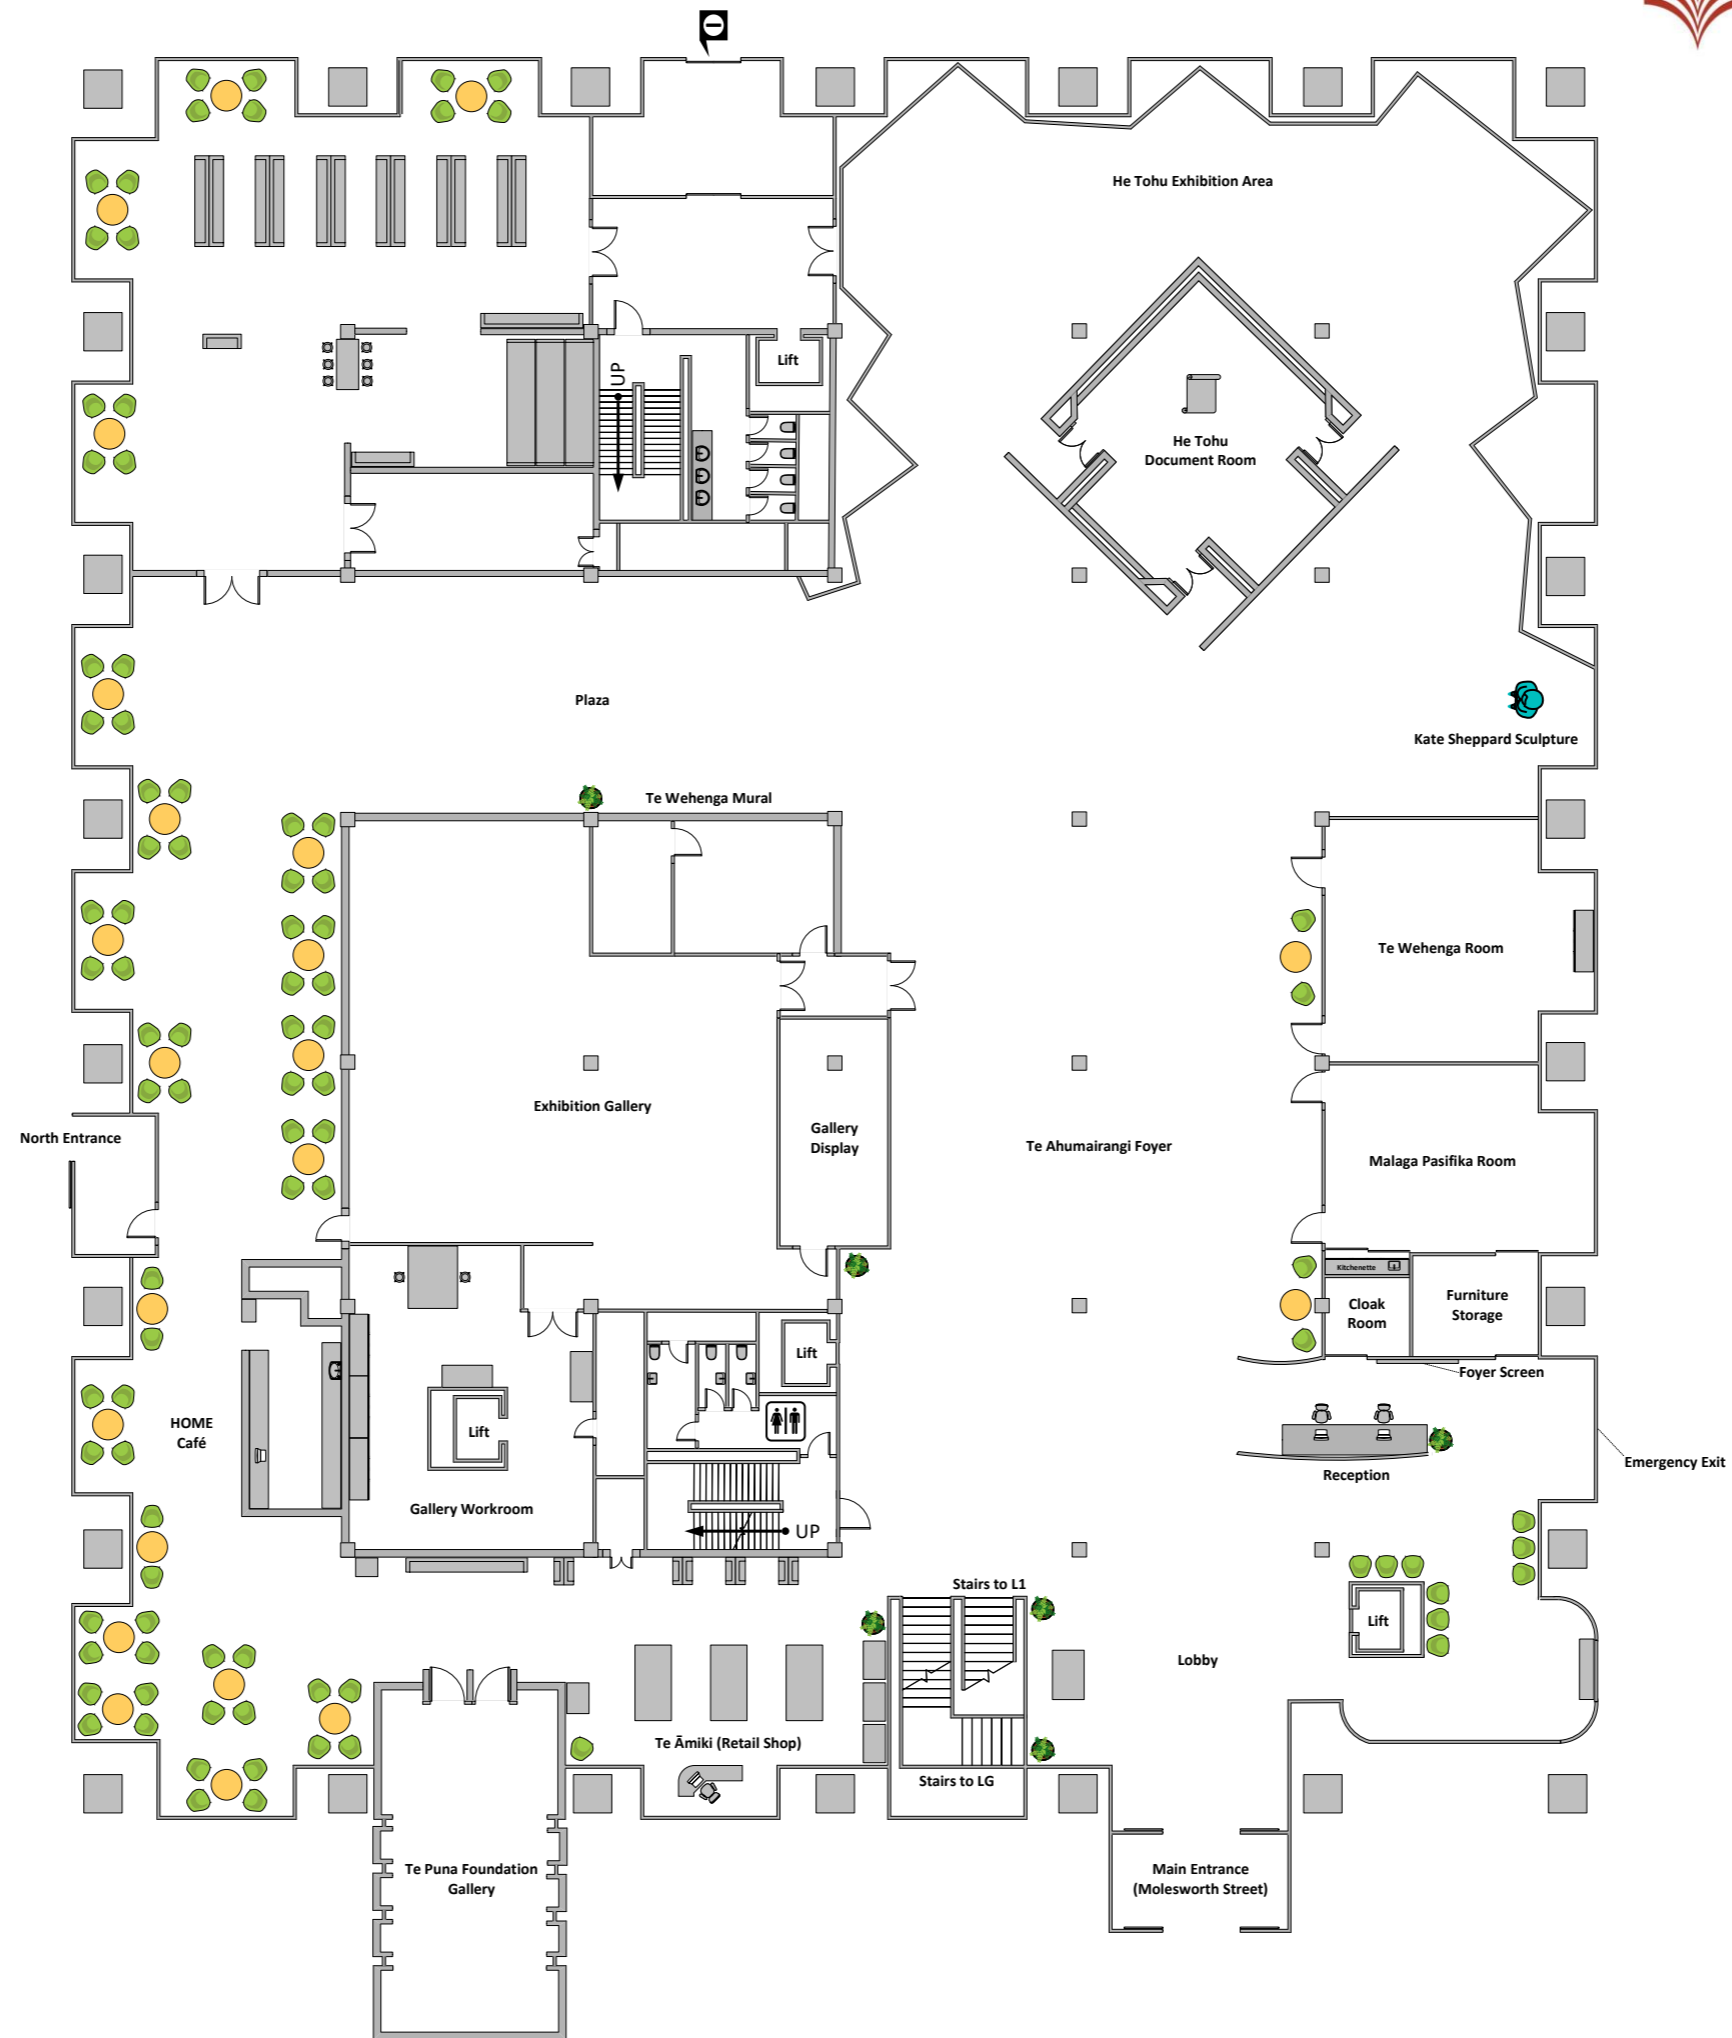 He Tohu Exhibition Area
Lift
UP
He Tohu
Document Room
Plaza
Kate Sheppard Sculpture
Te Wehenga Mural
Te Wehenga Room
Exhibition Gallery
Gallery
Display
North Entrance
Te Ahumairangi Foyer
Malaga Pasifika Room
Kitchenette
Cloak
Room
Furniture
Storage
Lift
Foyer Screen
HOME
Café
Lift
Reception
Emergency Exit
Gallery Workroom
UP
Stairs to L1
Lift
Lobby
Te Āmiki (Retail Shop)
Stairs to LG
Te Puna Foundation
Gallery
Main Entrance
(Molesworth Street)